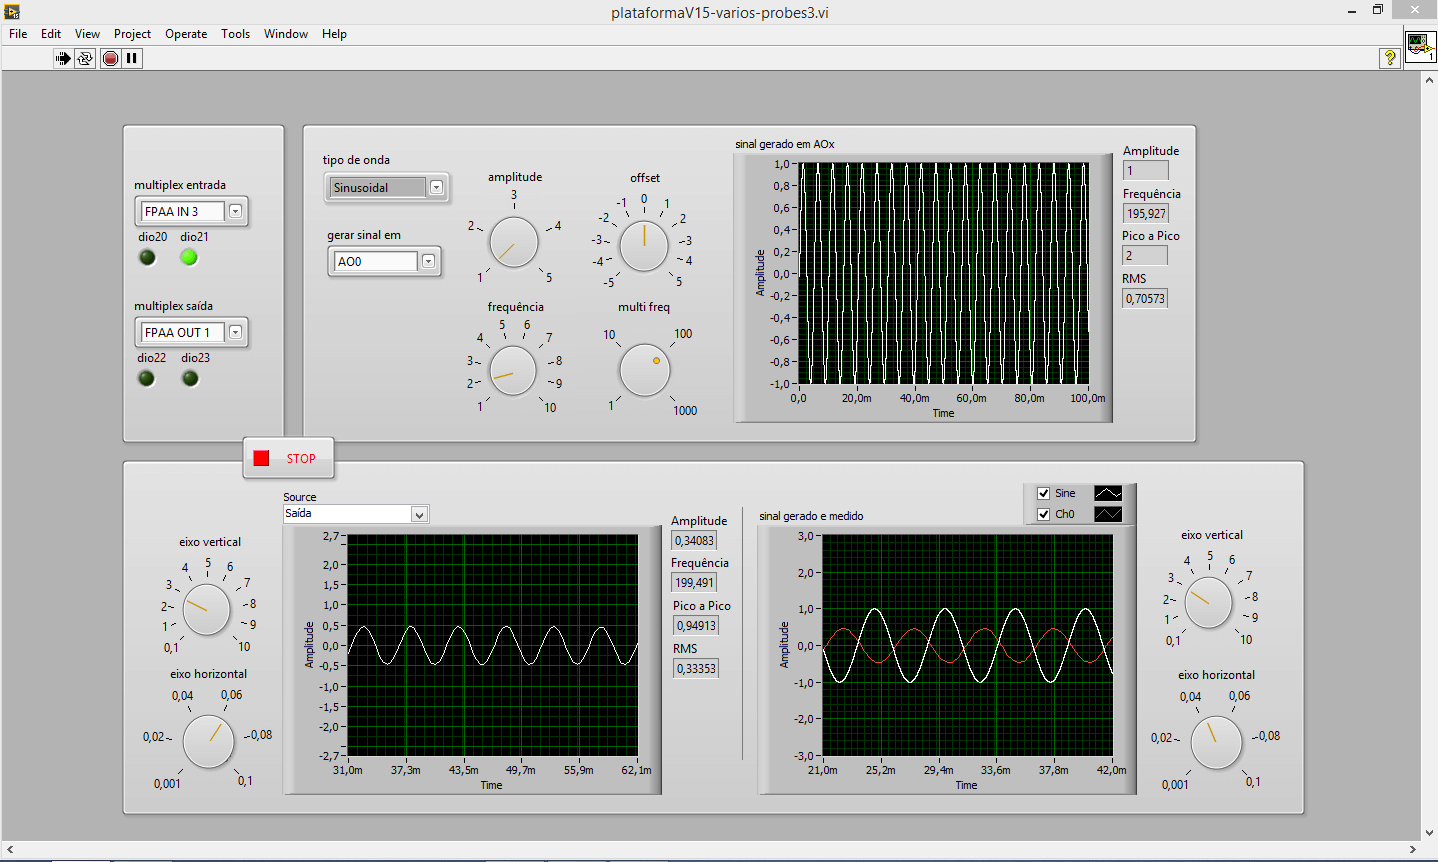 plataformaV15-varios-probes3.vi
File Edit View Project Operate Tools Window Help
1
multiplex entrada
FPAA IN 3
dio20 dio21
multiplex saída
FPAA OUT 1
dio22 dio23
tipo de onda
Sinusoidal
gerar sinal em
AO0
amplitude
1 2 3 4 5
offset
-5 -4 -3 -2 -1 0 1 2 3 4 5
frequência
1 2 3 4 5 6 7 8 9 10
multi freq
1 10 100 1000
sinal gerado em AOx
Amplitude
1,0
0,8
0,6
0,4
0,2
0,0
-0,2
-0,4
-0,6
-0,8
-1,0
0,0 20,0m 40,0m 60,0m 80,0m 100,0m
Time
Amplitude
1
Frequência
195,927
Pico a Pico
2
RMS
0,70573
STOP
eixo vertical
0,1 1 2 3 4 5 6 7 8 9 10
eixo horizontal
0,001 0,02 0,04 0,06 0,08 0,1
Source
Saída
Amplitude
2,7
2,0
1,5
1,0
0,5
0,0
-0,5
-1,0
-1,5
-2,0
-2,7
31,0m 37,3m 43,5m 49,7m 55,9m 62,1m
Time
Amplitude
0,34083
Frequência
199,491
Pico a Pico
0,94913
RMS
0,33353
sinal gerado e medido
Sine
Ch0
Amplitude
3,0
2,0
1,0
0,0
-1,0
-2,0
-3,0
21,0m 25,2m 29,4m 33,6m 37,8m 42,0m
Time
eixo vertical
0,1 1 2 3 4 5 6 7 8 9 10
eixo horizontal
0,001 0,02 0,04 0,06 0,08 0,1